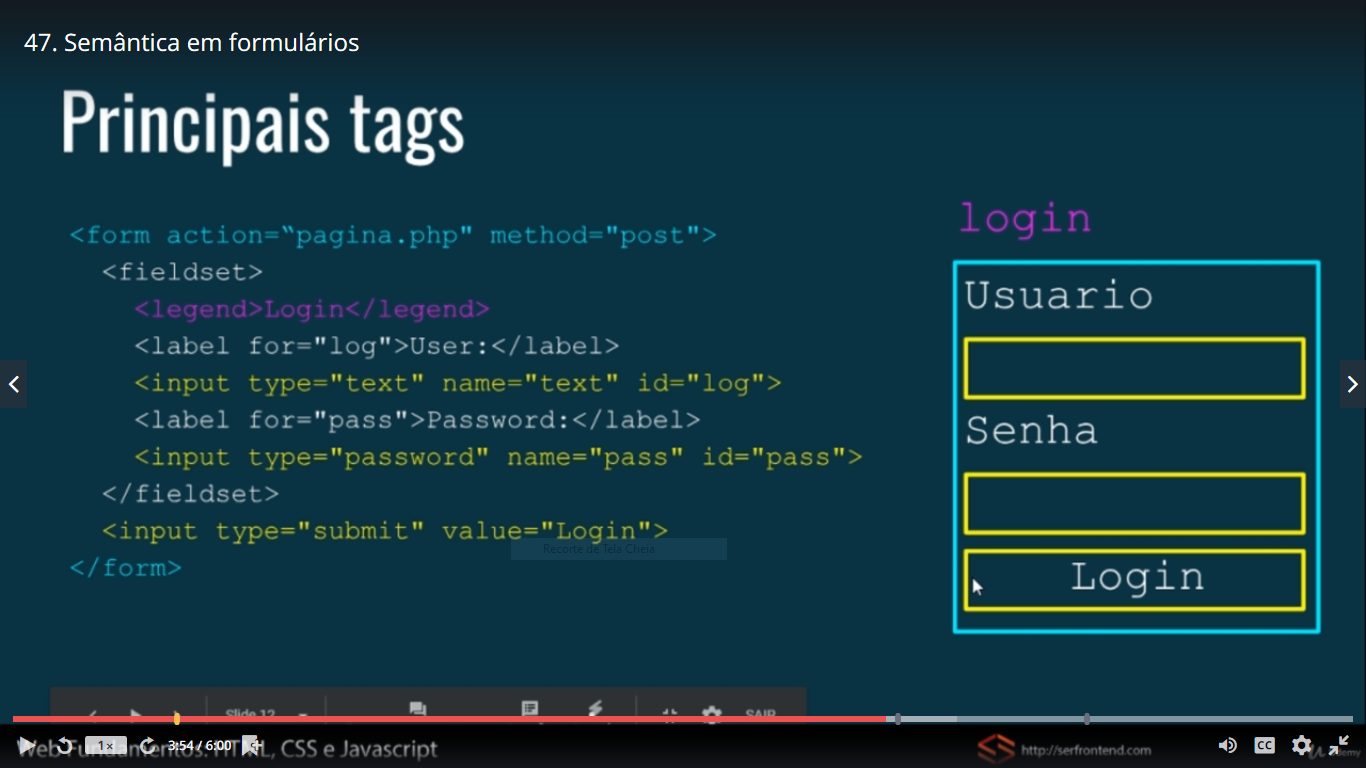 47. Semântica em formulários
Principais tags
<form action=“pagina.php" method="post">
<fieldset>
<legend>Login</legend>
<label for="log">User:</label>
<input type="text" name="text" id="log">
<label for="pass">Password:</label>
<input type="password" name="pass" id="pass">
</fieldset>
<input type="submit" value="Login">
</form>
Recorte de Tela Cheia
login
Usuario
Senha
Login
Slide 12
SAIR
1x
3:54 / 6:00
Web Fundamentos: HTML, CSS e Javascript
http://serfrontend.com
CC